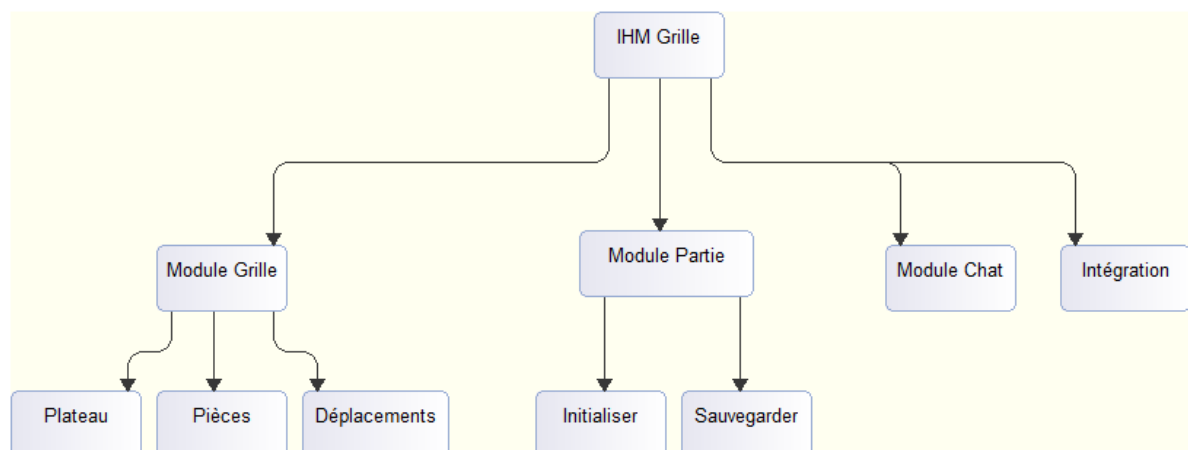 IHM Grille
Module Grille
Module Partie
Module Chat
Intégration
Plateau
Pièces
Déplacements
Initialiser
Sauvegarder